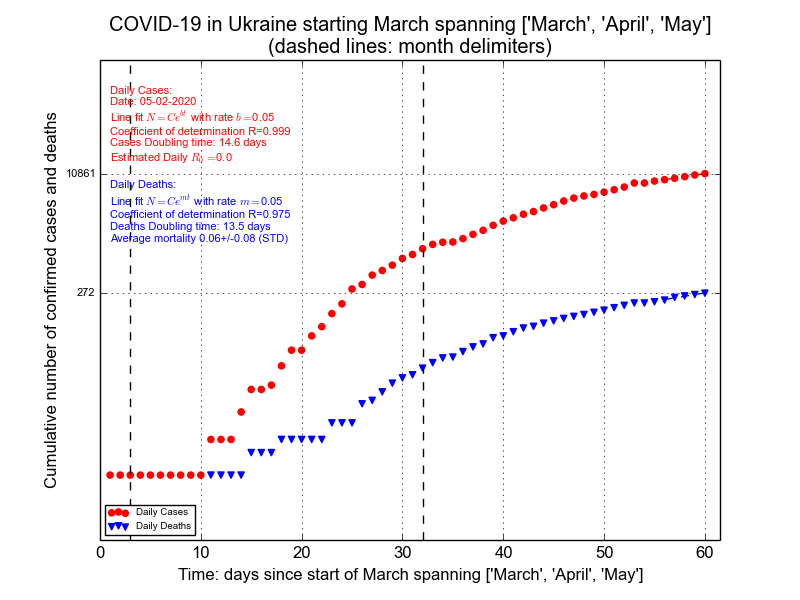 COVID-19 in Ukraine starting March spanning ['March', 'April', 'May']
(dashed lines: month delimiters)
Daily Cases:
Date: 05-02-2020
Line fit N = Ce^{bt} with rate b =0.05
Coefficient of determination R=0.999
Cases Doubling time: 14.6 days
Estimated Daily R_0 =0.0
Daily Deaths:
Line fit N = Ce^{mt} with rate m =0.05
Coefficient of determination R=0.975
Deaths Doubling time: 13.5 days
Average mortality 0.06+/-0.08 (STD)
10861
272
Cumulative number of confirmed cases and deaths
Daily Cases
Daily Deaths
0 10 20 30 40 50 60
Time: days since start of March spanning ['March', 'April', 'May']